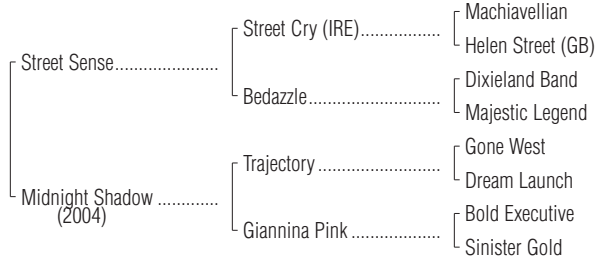 Machiavellian
Street Cry (IRE)..................
Helen Street (GB)
Street Sense.......................
Dixieland Band
Bedazzle..............................
Majestic Legend
Gone West
Trajectory ............................
Dream Launch
Midnight Shadow .............
(2004)
Bold Executive
Giannina Pink .....................
Sinister Gold